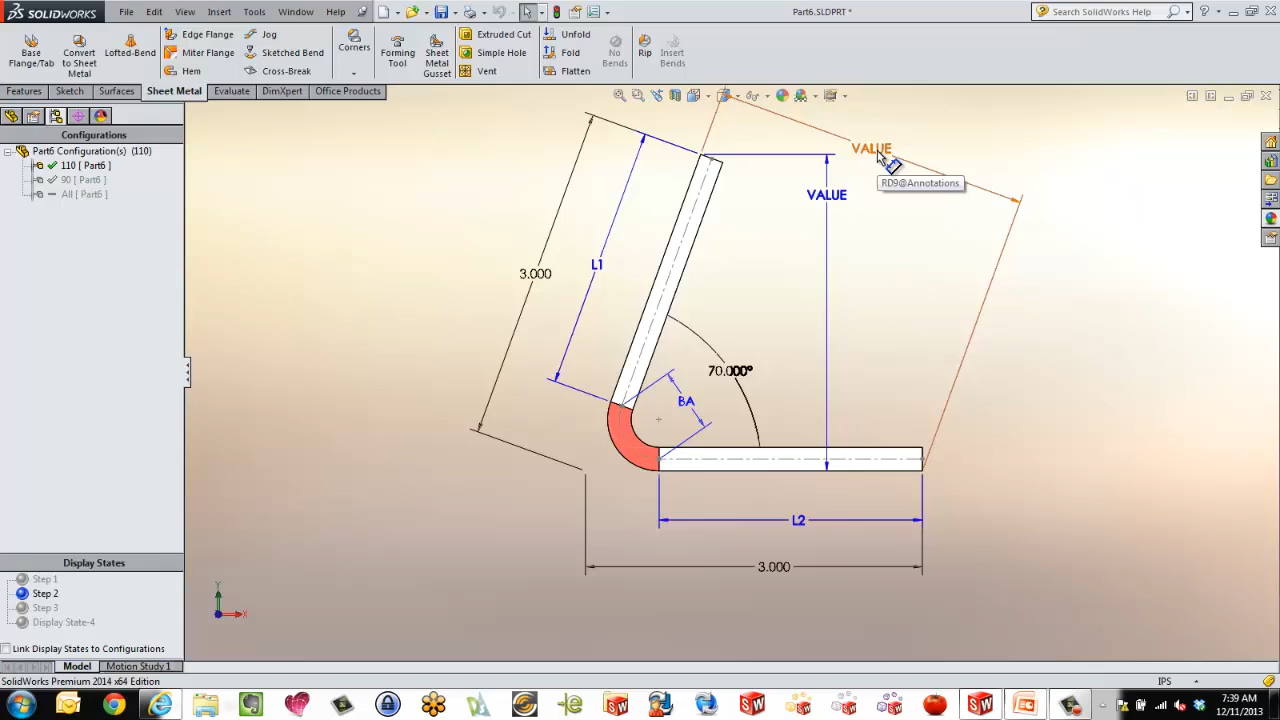 SOLIDWORKS File Edit View Insert Tools Window Help Part6.SLDPRT * Search SolidWorks Help
Base Flange/Tab Convert to Sheet Metal Lofted-Bend Edge Flange Miter Flange Hem Jog Sketched Bend Cross-Break Corners Forming Tool Sheet Metal Gusset Extruded Cut Simple Hole Vent Unfold Fold Flatten No Bends Rip Insert Bends
Features Sketch Surfaces Sheet Metal Evaluate DimXpert Office Products
Configurations
Part6 Configuration(s) (110)
110 [ Part6 ]
90 [ Part6 ]
All [ Part6 ]
VALUE
RD9@Annotations
VALUE
L1
3.000
70.000°
BA
L2
3.000
Y
X
Display States
Step 1
Step 2
Step 3
Display State-4
Link Display States to Configurations
Model Motion Study 1
SolidWorks Premium 2014 x64 Edition IPS
7:39 AM
12/11/2013